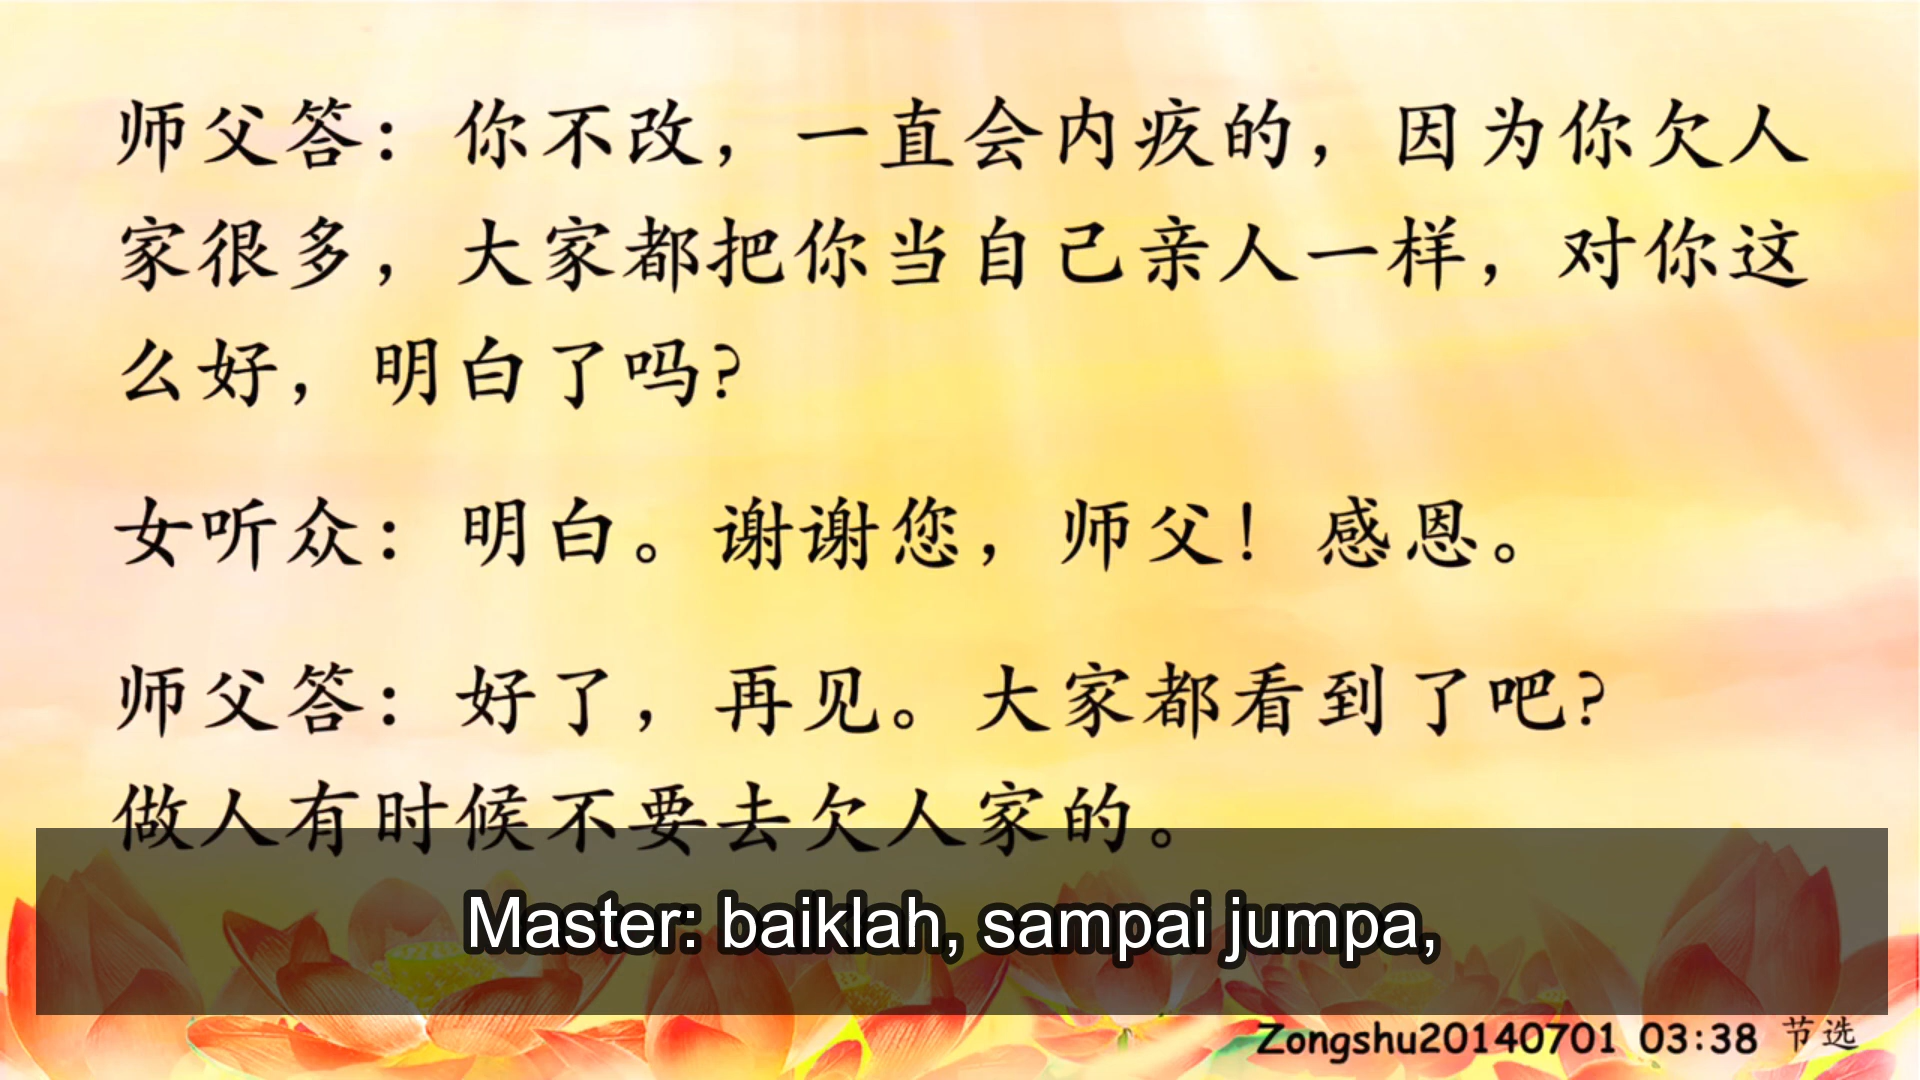 师父答：你不改，一直会内疚的，因为你欠人
家很多，大家都把你当自己亲人一样，对你这
么好，明白了吗？
女听众：明白。谢谢您，师父！感恩。
师父答：好了，再见。大家都看到了吧？
做人有时候不要去欠人家的。
Master: baiklah, sampai jumpa,
Zongshu20140701 03:38 节选